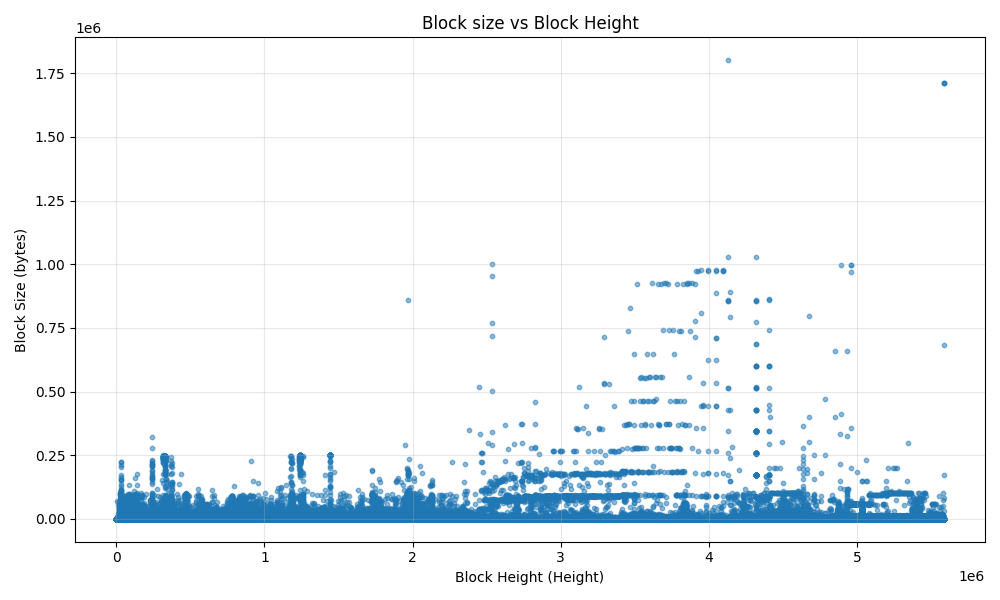 Block size vs Block Height
1e6
1.75
1.50
1.25
1.00
0.75
0.50
0.25
0.00
Block Size (bytes)
0 1 2 3 4 5
1e6
Block Height (Height)